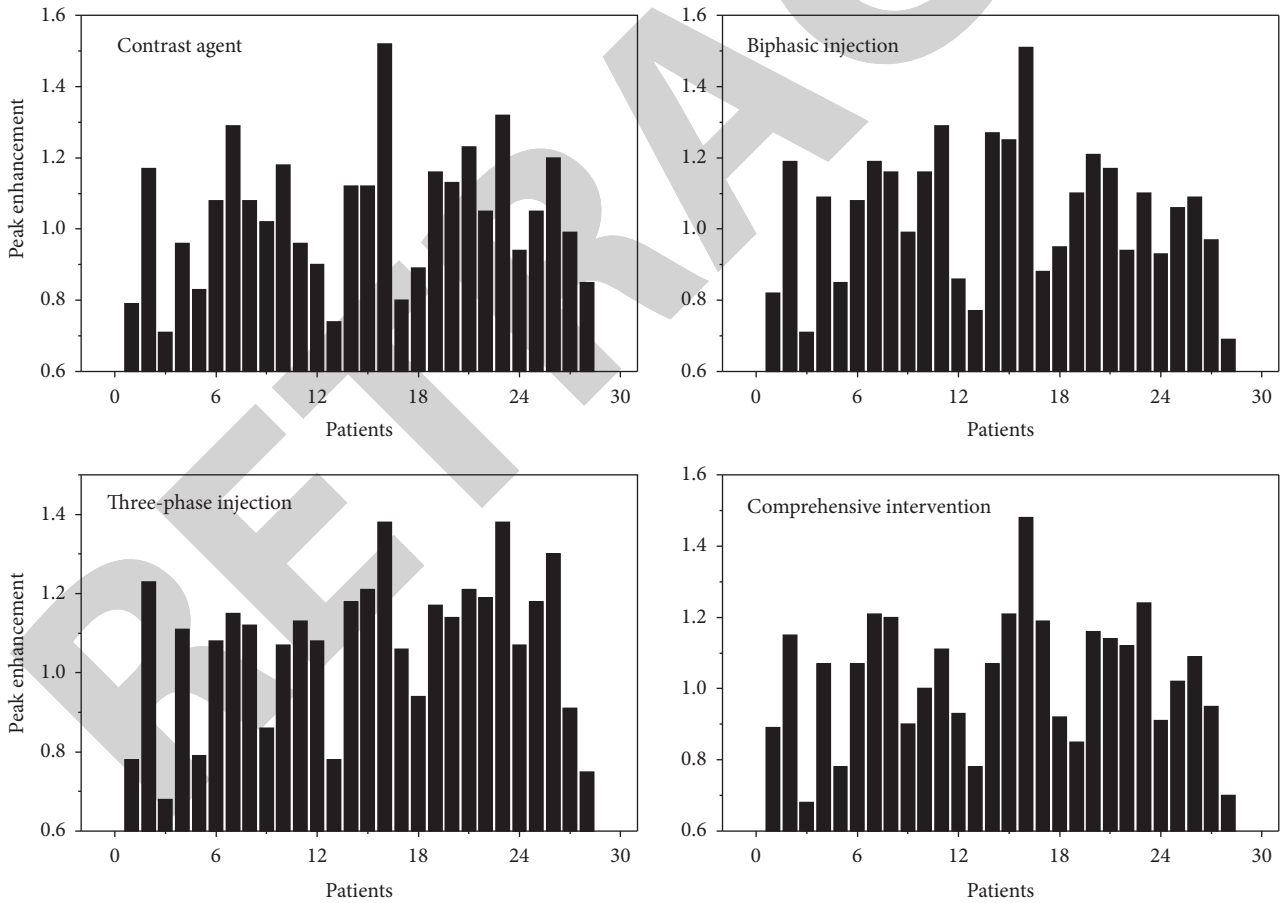 Contrast agent
Peak enhancement
1.6
1.4
1.2
1.0
0.8
0.6
0 6 12 18 24 30
Patients
Biphasic injection
1.6
1.4
1.2
1.0
0.8
0.6
0 6 12 18 24 30
Patients
Three-phase injection
Peak enhancement
1.4
1.2
1.0
0.8
0.6
0 6 12 18 24 30
Patients
Comprehensive intervention
1.6
1.4
1.2
1.0
0.8
0.6
0 6 12 18 24 30
Patients
RETRAC